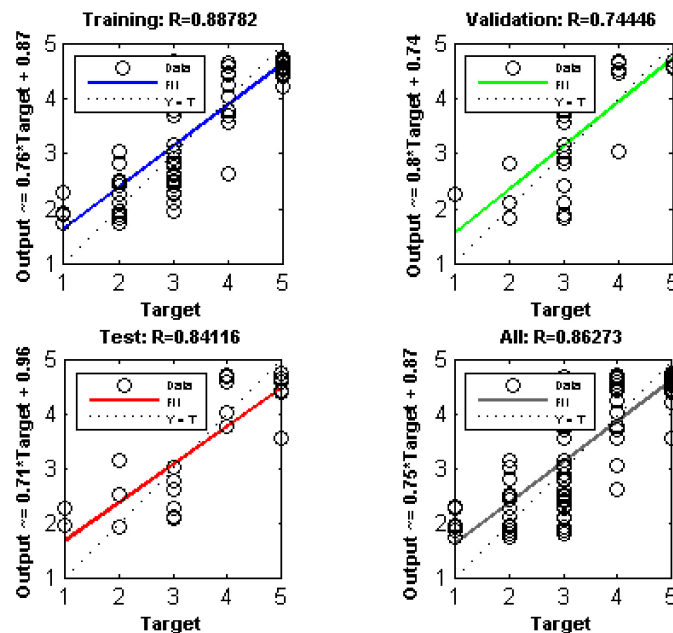 Training: R=0.88782
Output ~= 0.76*Target + 0.87
5
4
3
2
1
Data
Fit
Y = T
1 2 3 4 5
Target
Validation: R=0.74446
Output ~= 0.8*Target + 0.74
5
4
3
2
1
Data
Fit
Y = T
1 2 3 4 5
Target
Test: R=0.84116
Output ~= 0.71*Target + 0.96
5
4
3
2
1
Data
Fit
Y = T
1 2 3 4 5
Target
All: R=0.86273
Output ~= 0.75*Target + 0.87
5
4
3
2
1
Data
Fit
Y = T
1 2 3 4 5
Target